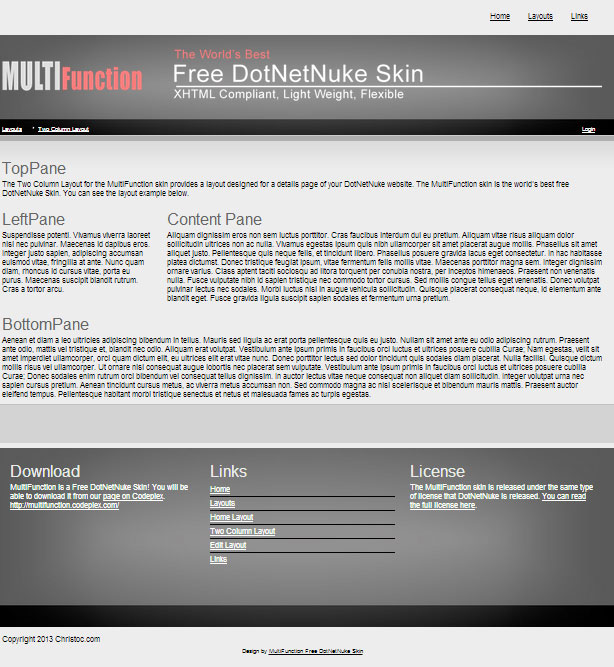 Home Layouts Links
The World's Best
MULTIFunction
Free DotNetNuke Skin
XHTML Compliant, Light Weight, Flexible
Layouts Two Column Layout Login
TopPane
The Two Column Layout for the MultiFunction skin provides a layout designed for a details page of your DotNetNuke website. The MultiFunction skin is the world's best free
DotNetNuke Skin. You can see the layout example below.
LeftPane
Suspendisse potenti. Vivamus viverra laoreet
nisl nec pulvinar. Maecenas id dapibus eros.
Integer justo sapien, adipiscing accumsan
euismod vitae, fringilla at ante. Nunc quam
diam, rhoncus id cursus vitae, porta eu
purus. Maecenas suscipit blandit rutrum.
Cras a tortor arcu.
Content Pane
Aliquam dignissim eros non sem luctus porttitor. Cras faucibus interdum dui eu pretium. Aliquam vitae risus aliquam dolor
sollicitudin ultrices non ac nulla. Vivamus egestas ipsum quis nibh ullamcorper sit amet placerat augue mollis. Phasellus sit amet
aliquet justo. Pellentesque quis neque felis, et tincidunt libero. Phasellus posuere gravida lacus eget consectetur. In hac habitasse
platea dictumst. Donec tristique feugiat ipsum, vitae fermentum felis mollis vitae. Maecenas porttitor magna sem. Integer dignissim
ornare varius. Class aptent taciti sociosqu ad litora torquent per conubia nostra, per inceptos himenaeos. Praesent non venenatis
nulla. Fusce vulputate nibh id sapien tristique nec commodo tortor cursus. Sed mollis congue tellus eget venenatis. Donec volutpat
pulvinar lectus nec sodales. Morbi luctus nisl in augue vehicula sollicitudin. Quisque placerat consequat neque, id elementum ante
blandit eget. Fusce gravida ligula suscipit sapien sodales et fermentum urna pretium.
BottomPane
Aenean et diam a leo ultricies adipiscing bibendum in tellus. Mauris sed ligula ac erat porta pellentesque quis eu justo. Nullam sit amet ante eu odio adipiscing rutrum. Praesent
ante odio, mattis vel tristique et, blandit nec odio. Aliquam erat volutpat. Vestibulum ante ipsum primis in faucibus orci luctus et ultrices posuere cubilia Curae; Nam egestas, velit sit
amet imperdiet ullamcorper, orci quam dictum elit, eu ultrices elit erat vitae nunc. Donec porttitor lectus sed dolor tincidunt quis sodales diam placerat. Nulla facilisi. Quisque dictum
mollis risus vel ullamcorper. Ut ornare nisl consequat augue lobortis nec placerat sem vulputate. Vestibulum ante ipsum primis in faucibus orci luctus et ultrices posuere cubilia
Curae; Donec sodales enim rutrum orci bibendum vel consequat tellus dignissim. In auctor lectus vitae neque consequat non aliquet diam sollicitudin. Integer volutpat urna nec
sapien cursus pretium. Aenean tincidunt cursus metus, ac viverra metus accumsan non. Sed commodo magna ac nisl scelerisque et bibendum mauris mattis. Praesent auctor
eleifend tempus. Pellentesque habitant morbi tristique senectus et netus et malesuada fames ac turpis egestas.
Download
MultiFunction is a Free DotNetNuke Skin! You will be
able to download it from our page on Codeplex.
http://multifunction.codeplex.com/
Links
Home
Layouts
Home Layout
Two Column Layout
Edit Layout
Links
License
The MultiFunction skin is released under the same type
of license that DotNetNuke is released. You can read
the full license here.
Copyright 2013 Christoc.com
Design by MultiFunction Free DotNetNuke Skin